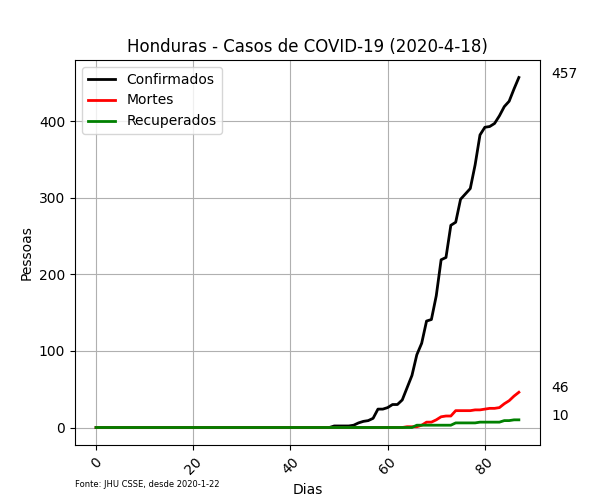 Honduras - Casos de COVID-19 (2020-4-18)
Confirmados
Mortes
Recuperados
457
46
10
Pessoas
400
300
200
100
0
0
20
40
60
80
Dias
Fonte: JHU CSSE, desde 2020-1-22